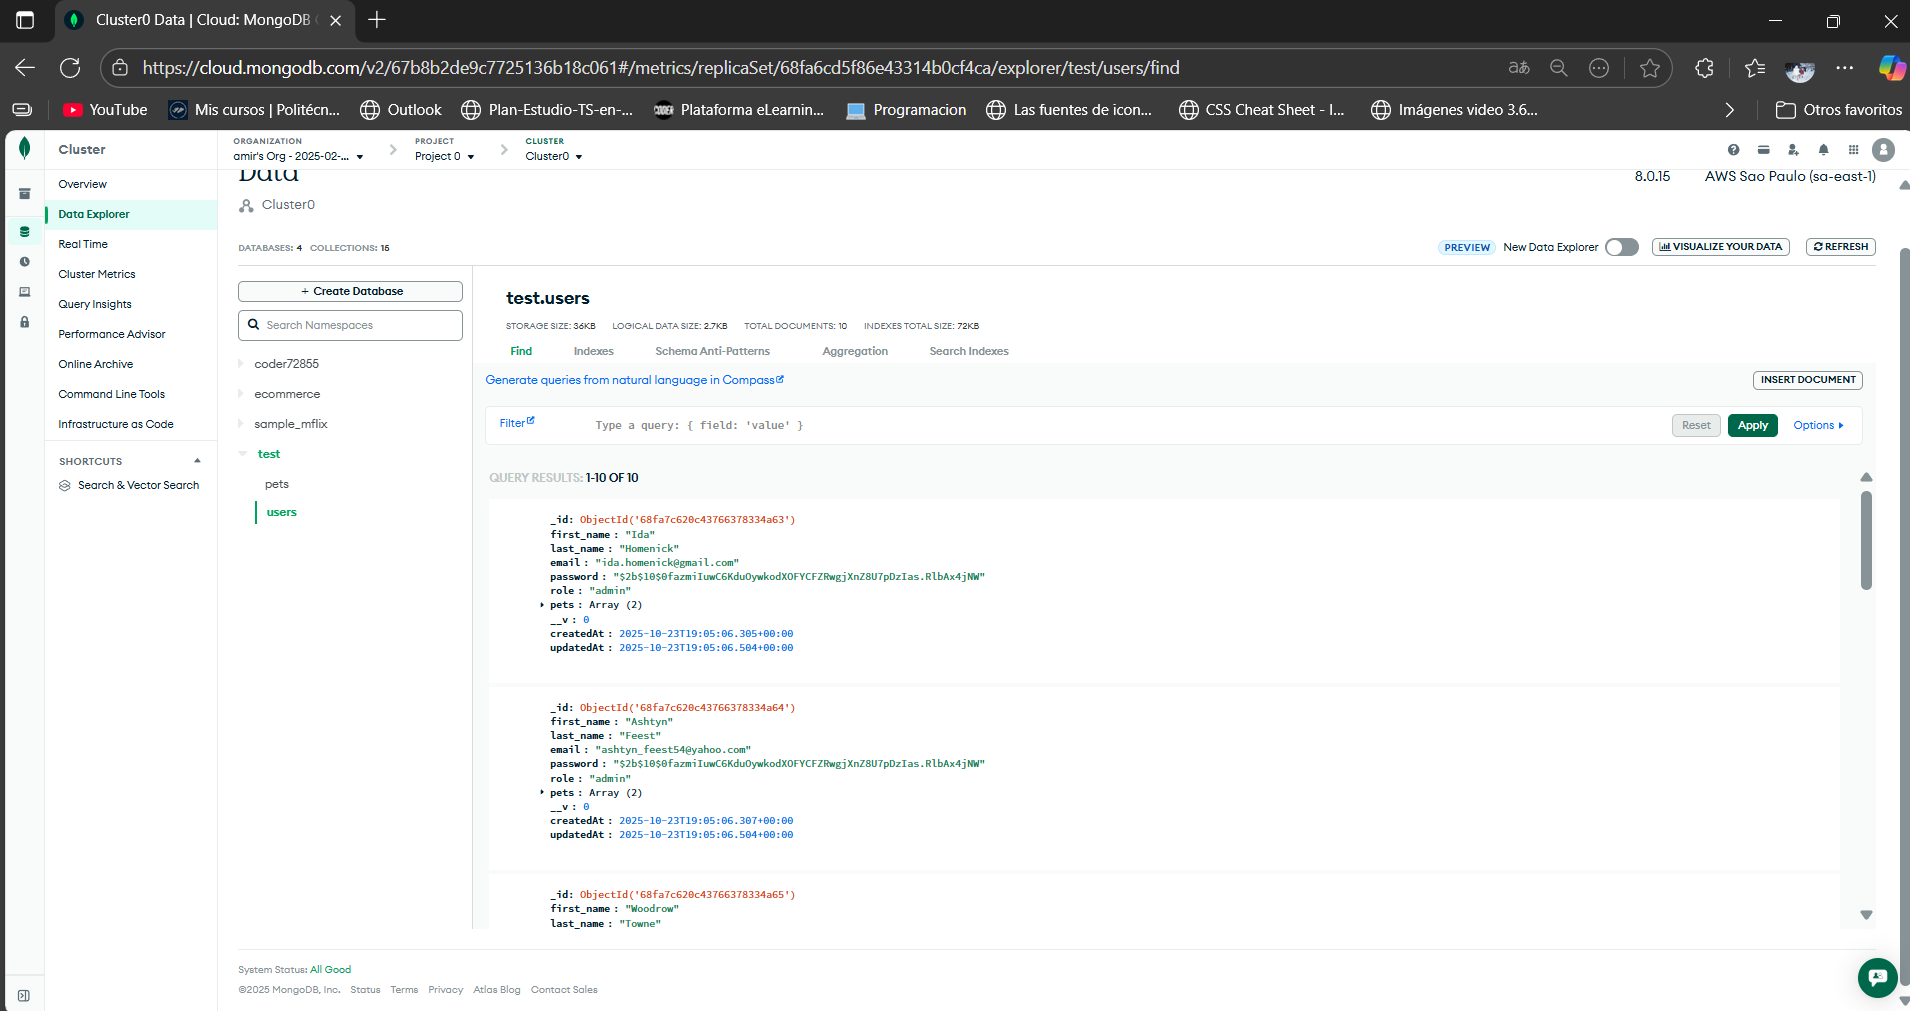 Cluster0 Data | Cloud: MongoDB
https://cloud.mongodb.com/v2/67b8b2de9c7725136b18c061#/metrics/replicaSet/68fa6cd5f86e43314b0cf4ca/explorer/test/users/find
YouTube
Mis cursos | Politécn...
Outlook
Plan-Estudio-TS-en-...
Plataforma eLearnin...
Programacion
Las fuentes de icon...
CSS Cheat Sheet - l...
Imágenes video 3.6...
Otros favoritos
Cluster
ORGANIZATION
amir's Org - 2025-02-...
PROJECT
Project 0
CLUSTER
Cluster0
Overview
Data Explorer
Real Time
Cluster Metrics
Query Insights
Performance Advisor
Online Archive
Command Line Tools
Infrastructure as Code
SHORTCUTS
Search & Vector Search
Data
8.0.15
AWS Sao Paulo (sa-east-1)
Cluster0
DATABASES: 4 COLLECTIONS: 15
PREVIEW
New Data Explorer
VISUALIZE YOUR DATA
REFRESH
+ Create Database
Search Namespaces
coder72855
ecommerce
sample_mflix
test
pets
users
test.users
STORAGE SIZE: 36KB LOGICAL DATA SIZE: 2.7KB TOTAL DOCUMENTS: 10 INDEXES TOTAL SIZE: 72KB
Find Indexes Schema Anti-Patterns Aggregation Search Indexes
Generate queries from natural language in Compass
INSERT DOCUMENT
Filter
Type a query: { field: 'value' }
Reset
Apply
Options
QUERY RESULTS: 1-10 OF 10
_id: ObjectId('68fa7c620c43766378334a63')
first_name : "Ida"
last_name : "Homenick"
email : "ida.homenick@gmail.com"
password : "$2b$10$0fazmiIuwC6KduOywkodXOFYCFZRwgjXnZ8U7pDzIas.RlbAx4jNW"
role : "admin"
pets : Array (2)
__v : 0
createdAt : 2025-10-23T19:05:06.305+00:00
updatedAt : 2025-10-23T19:05:06.504+00:00
_id: ObjectId('68fa7c620c43766378334a64')
first_name : "Ashtyn"
last_name : "Feest"
email : "ashtyn_feest54@yahoo.com"
password : "$2b$10$0fazmiIuwC6KduOywkodXOFYCFZRwgjXnZ8U7pDzIas.RlbAx4jNW"
role : "admin"
pets : Array (2)
__v : 0
createdAt : 2025-10-23T19:05:06.307+00:00
updatedAt : 2025-10-23T19:05:06.504+00:00
_id: ObjectId('68fa7c620c43766378334a65')
first_name : "Woodrow"
last_name : "Towne"
System Status: All Good
©2025 MongoDB, Inc. Status Terms Privacy Atlas Blog Contact Sales